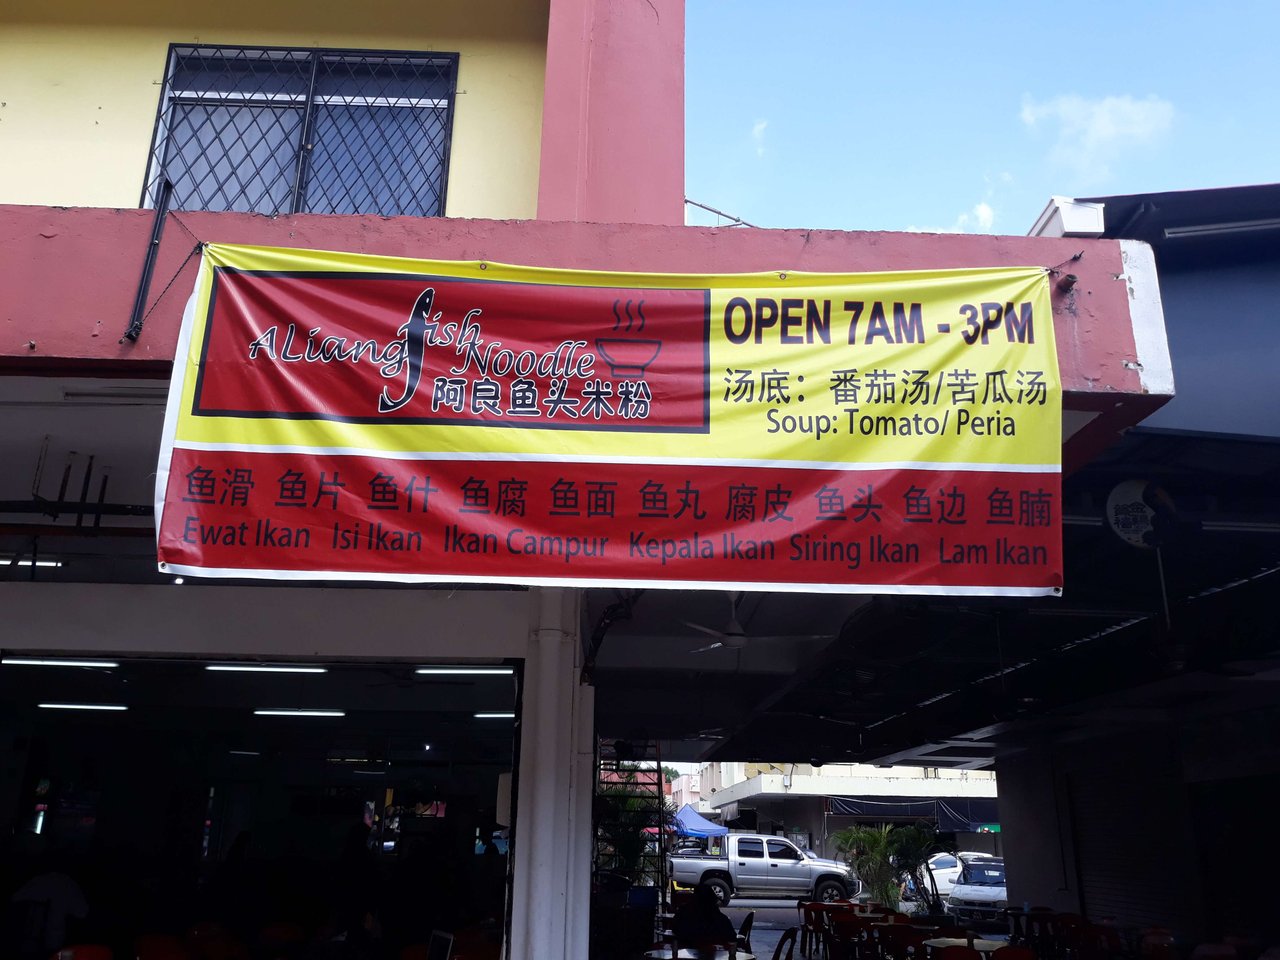 ALiang fish Noodle
阿良鱼头米粉
OPEN 7AM - 3PM
汤底：番茄汤/苦瓜汤
Soup: Tomato/ Peria
鱼滑 鱼片 鱼什 鱼腐 鱼面 鱼丸 腐皮 鱼头 鱼边 鱼腩
Ewat Ikan Isi Ikan Ikan Campur Kepala Ikan Siring Ikan Lam Ikan